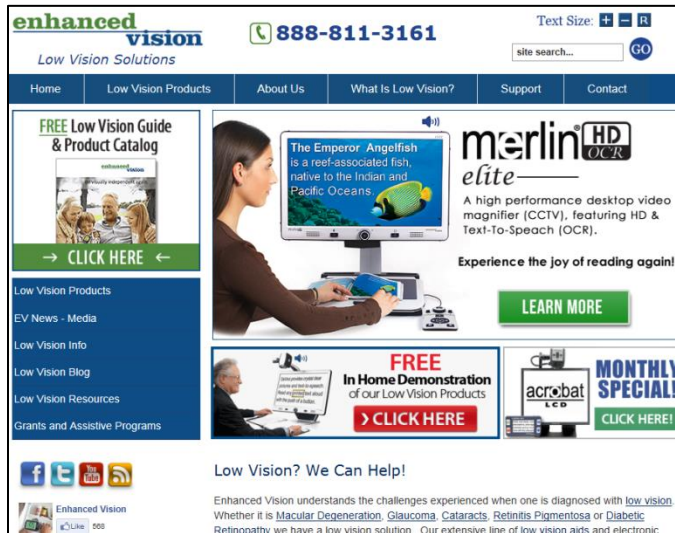 enhanced
vision
Low Vision Solutions
888-811-3161
Text Size: + − R
site search...
GO
Home
Low Vision Products
About Us
What Is Low Vision?
Support
Contact
FREE Low Vision Guide
& Product Catalog
enhanced vision
→ CLICK HERE ←
The Emperor Angelfish
is a reef-associated fish,
native to the Indian and
Pacific Oceans.
merlin HD
OCR
elite
A high performance desktop video
magnifier (CCTV), featuring HD &
Text-To-Speach (OCR).
Experience the joy of reading again!
LEARN MORE
Low Vision Products
EV News - Media
Low Vision Info
Low Vision Blog
Low Vision Resources
Grants and Assistive Programs
FREE
In Home Demonstration
of our Low Vision Products
> CLICK HERE
acrobat
LCD
MONTHLY
SPECIAL!
CLICK HERE!
f
t
You
Tube
Enhanced Vision
Like 568
Low Vision? We Can Help!
Enhanced Vision understands the challenges experienced when one is diagnosed with low vision.
Whether it is Macular Degeneration, Glaucoma, Cataracts, Retinitis Pigmentosa or Diabetic
Retinopathy we have a low vision solution. Our extensive line of low vision aids and electronic